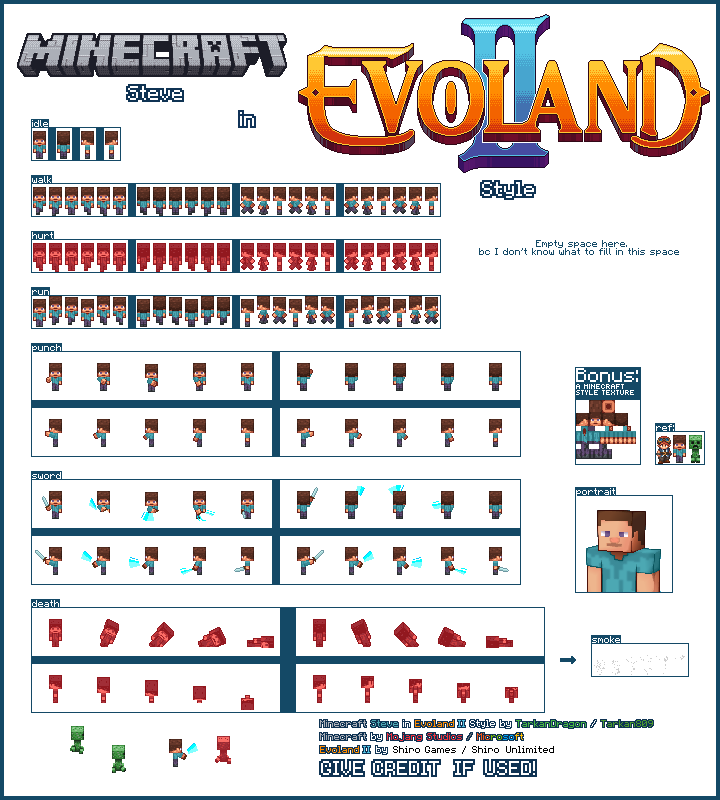 MINECRAFT
EVOLAND
II
Steve
in
Style
idle
walk
hurt
Empty space here.
bc I don't know what to fill in this space
run
punch
Bonus:
A MINECRAFT
STYLE TEXTURE
ref:
sword
portrait
death
smoke
Minecraft Steve in Evoland II Style by TarkanDragon / Tarkan809
Minecraft by Mojang Studios / Microsoft
Evoland II by Shiro Games / Shiro Unlimited
GIVE CREDIT IF USED!